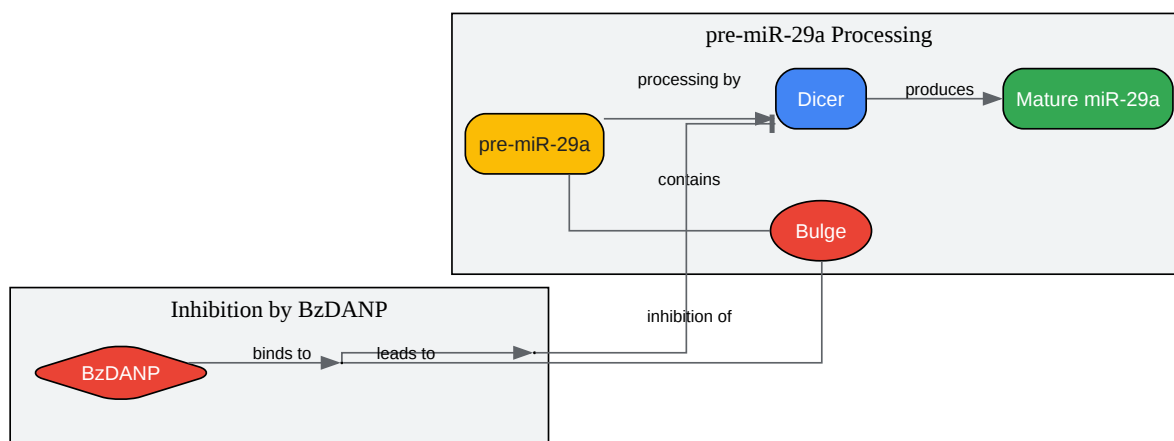 pre-miR-29a Processing
processing by
Dicer
produces
Mature miR-29a
pre-miR-29a
contains
Bulge
Inhibition by BzDANP
inhibition of
binds to
leads to
BzDANP